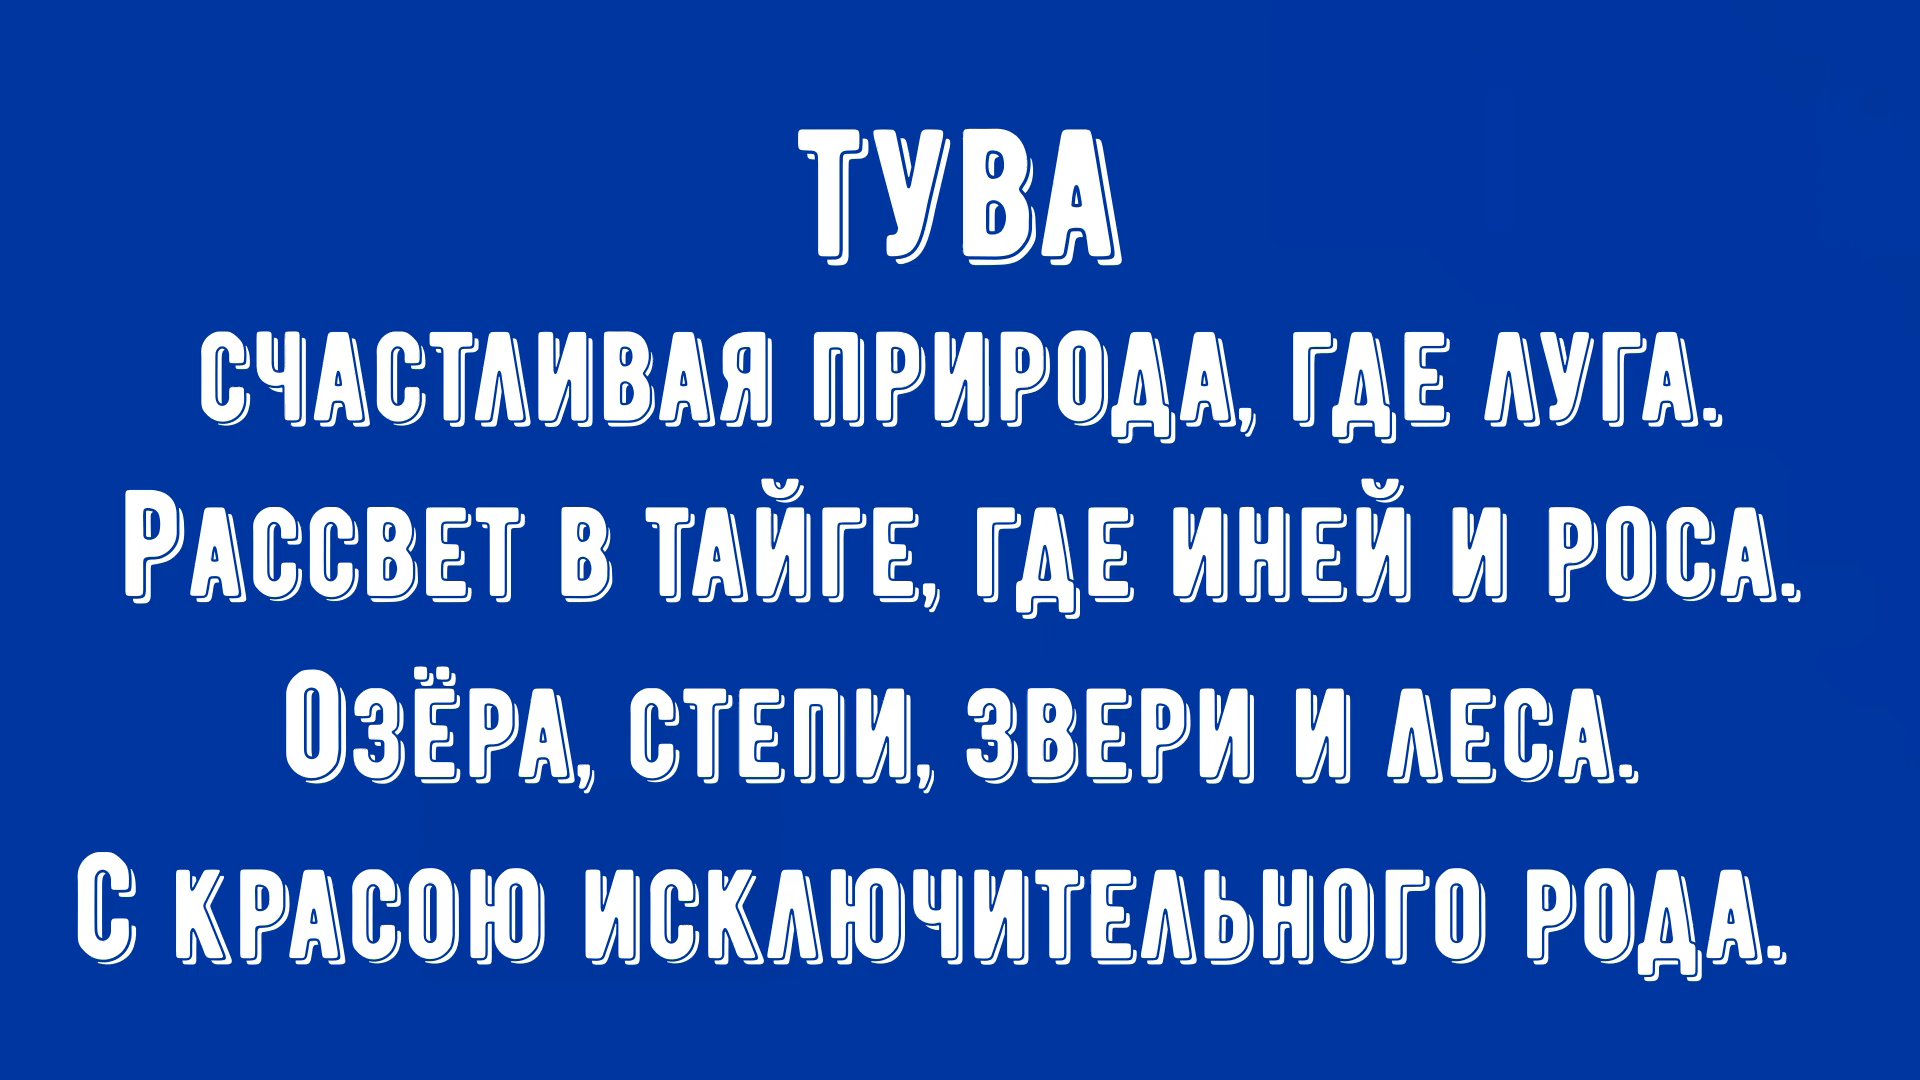 ТУВА
счастливая природа, где луга.
Рассвет в тайге, где иней и роса.
Озёра, степи, звери и леса.
С красою исключительного рода.